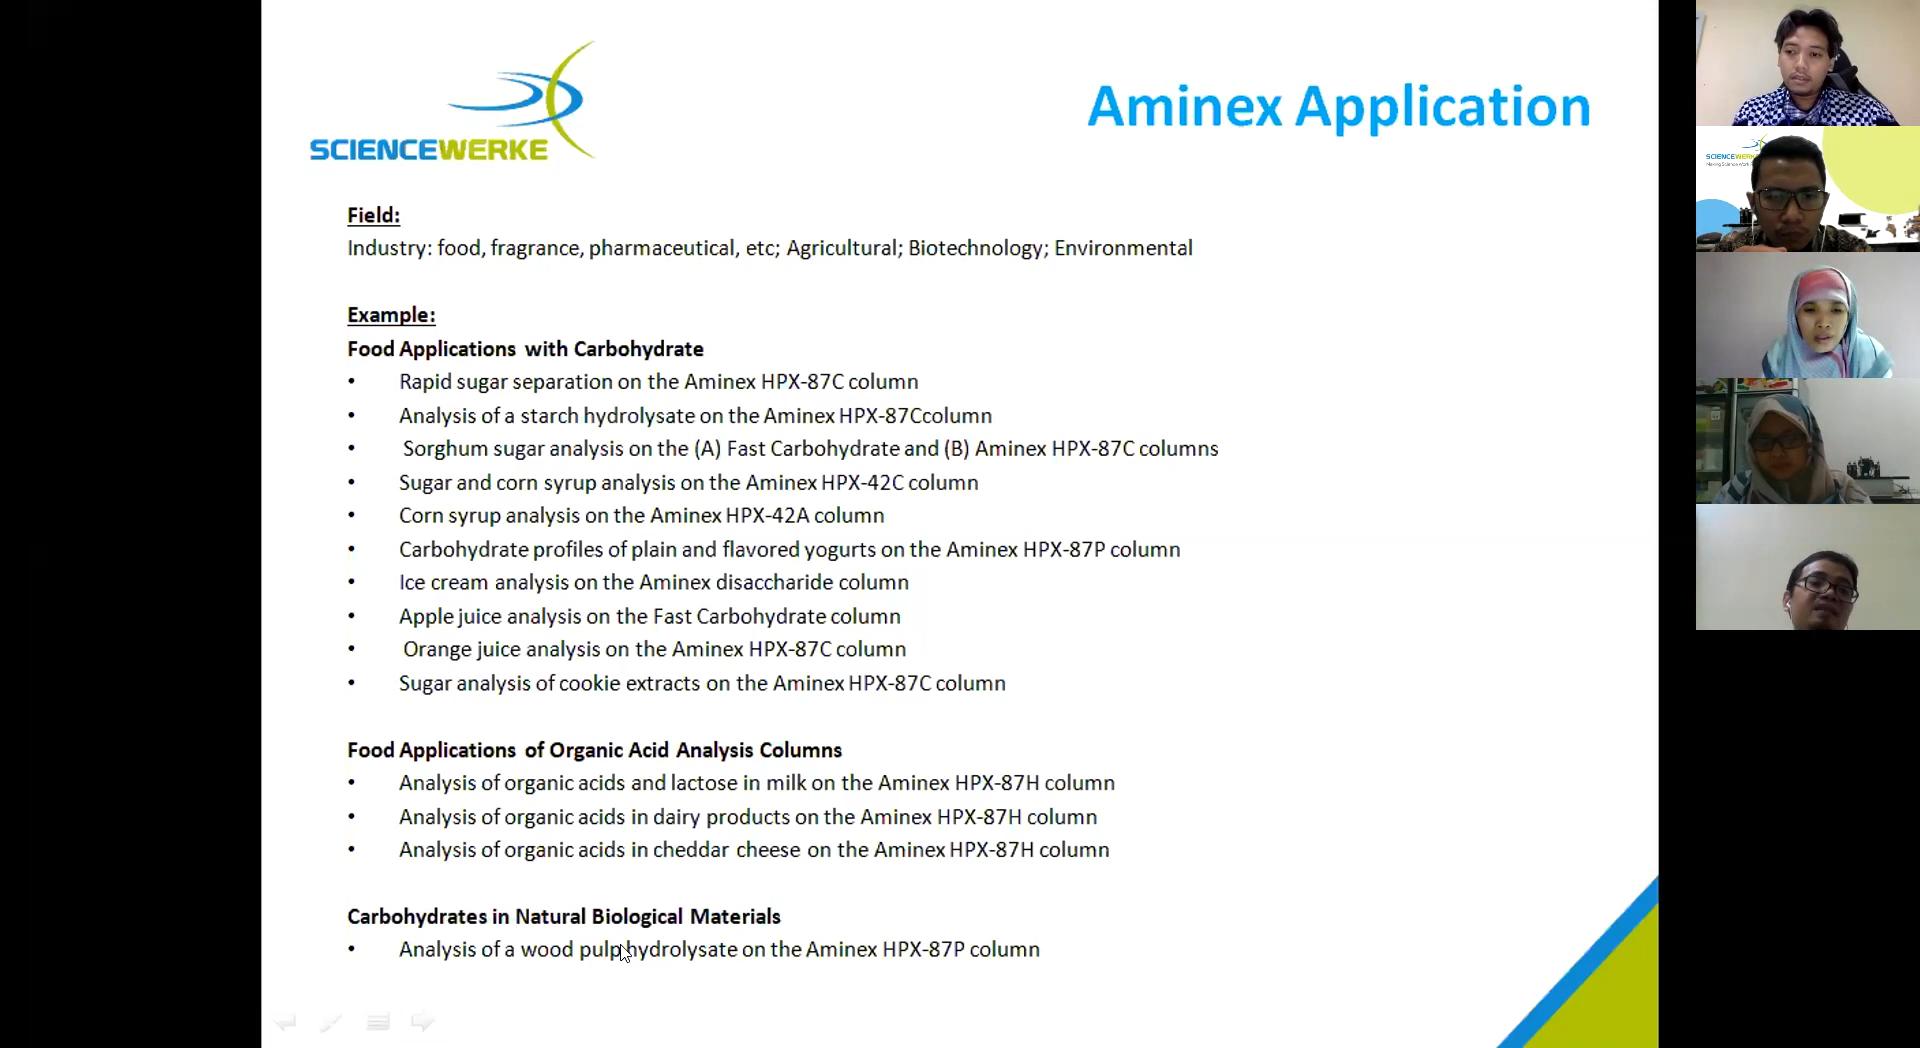 SCIENCEWERKE
Aminex Application
Field:
Industry: food, fragrance, pharmaceutical, etc; Agricultural; Biotechnology; Environmental
Example:
Food Applications with Carbohydrate
• Rapid sugar separation on the Aminex HPX-87C column
• Analysis of a starch hydrolysate on the Aminex HPX-87Ccolumn
• Sorghum sugar analysis on the (A) Fast Carbohydrate and (B) Aminex HPX-87C columns
• Sugar and corn syrup analysis on the Aminex HPX-42C column
• Corn syrup analysis on the Aminex HPX-42A column
• Carbohydrate profiles of plain and flavored yogurts on the Aminex HPX-87P column
• Ice cream analysis on the Aminex disaccharide column
• Apple juice analysis on the Fast Carbohydrate column
• Orange juice analysis on the Aminex HPX-87C column
• Sugar analysis of cookie extracts on the Aminex HPX-87C column
Food Applications of Organic Acid Analysis Columns
• Analysis of organic acids and lactose in milk on the Aminex HPX-87H column
• Analysis of organic acids in dairy products on the Aminex HPX-87H column
• Analysis of organic acids in cheddar cheese on the Aminex HPX-87H column
Carbohydrates in Natural Biological Materials
• Analysis of a wood pulp hydrolysate on the Aminex HPX-87P column